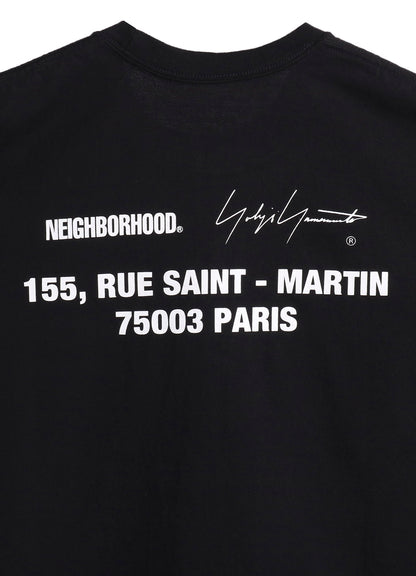 NEIGHBORHOOD® Yohji Yamamoto®
155, RUE SAINT - MARTIN
75003 PARIS